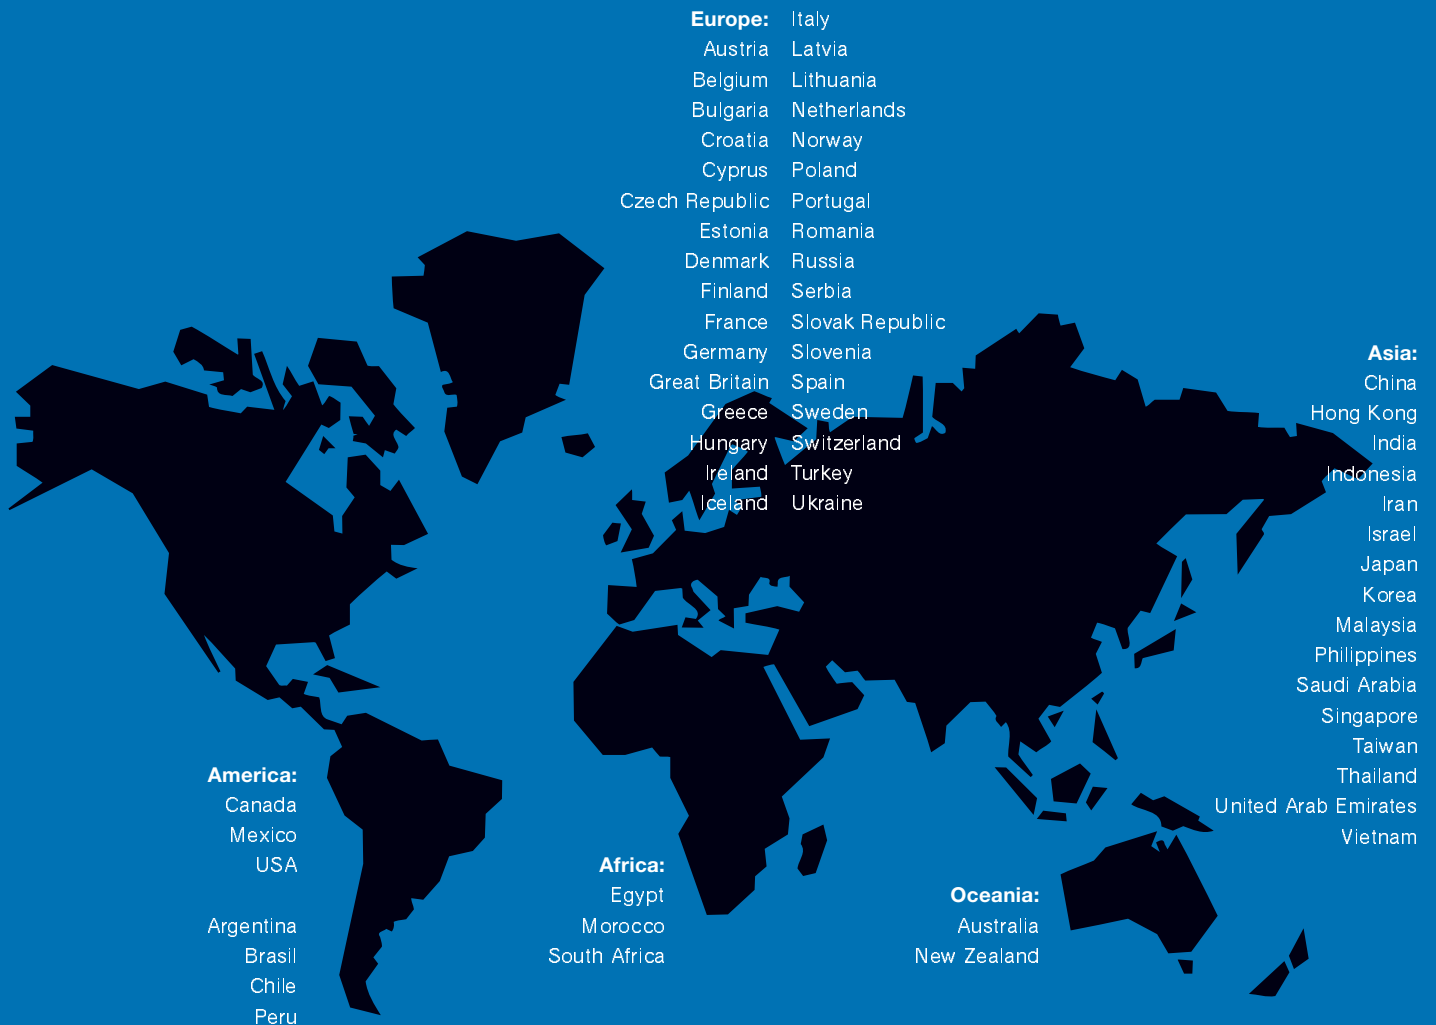 Europe:
Austria
Belgium
Bulgaria
Croatia
Cyprus
Czech Republic
Estonia
Denmark
Finland
France
Germany
Great Britain
Greece
Hungary
Ireland
Iceland
Italy
Latvia
Lithuania
Netherlands
Norway
Poland
Portugal
Romania
Russia
Serbia
Slovak Republic
Slovenia
Spain
Sweden
Switzerland
Turkey
Ukraine
Asia:
China
Hong Kong
India
Indonesia
Iran
Israel
Japan
Korea
Malaysia
Philippines
Saudi Arabia
Singapore
Taiwan
Thailand
United Arab Emirates
Vietnam
America:
Canada
Mexico
USA
Argentina
Brasil
Chile
Peru
Africa:
Egypt
Morocco
South Africa
Oceania:
Australia
New Zealand